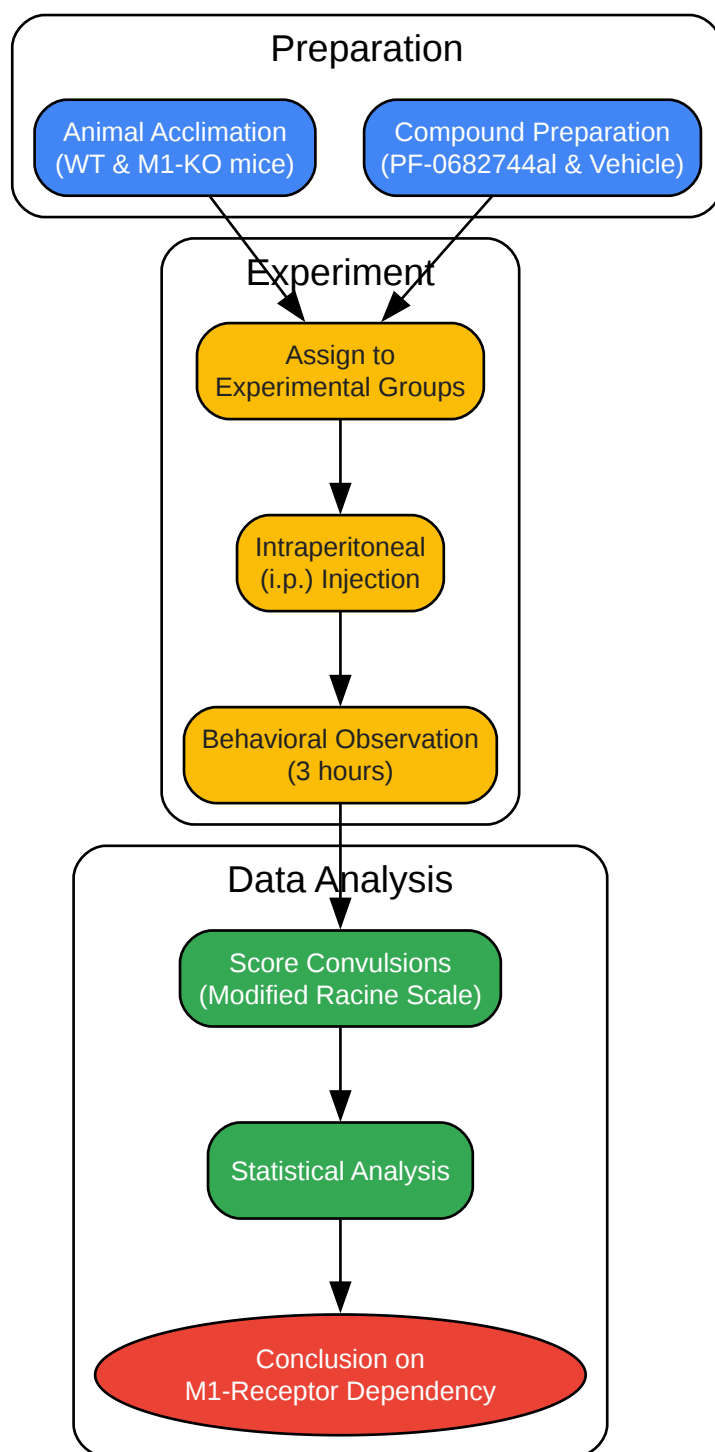 Preparation
Animal Acclimation
(WT & M1-KO mice)
Compound Preparation
(PF-0682744al & Vehicle)
Experiment
Assign to
Experimental Groups
Intraperitoneal
(i.p.) Injection
Behavioral Observation
(3 hours)
Data Analysis
Score Convulsions
(Modified Racine Scale)
Statistical Analysis
Conclusion on
M1-Receptor Dependency